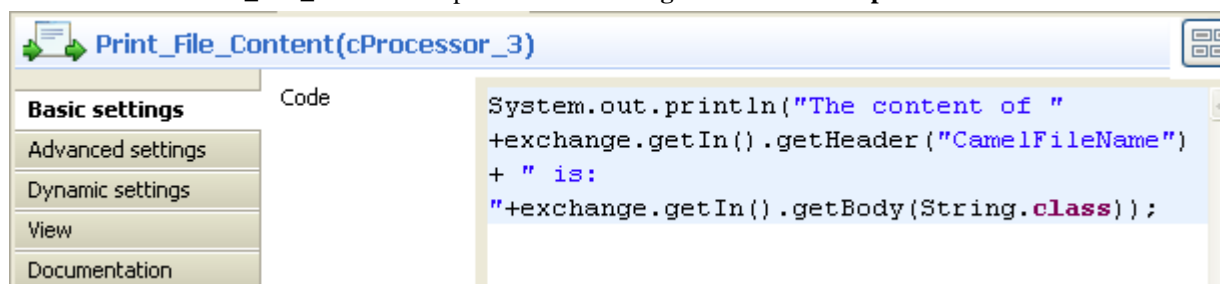 Print_File_Content(cProcessor_3)
Basic settings
Advanced settings
Dynamic settings
View
Documentation
Code
System.out.println("The content of "
+exchange.getIn().getHeader("CamelFileName")
+ " is:
"+exchange.getIn().getBody(String.class));